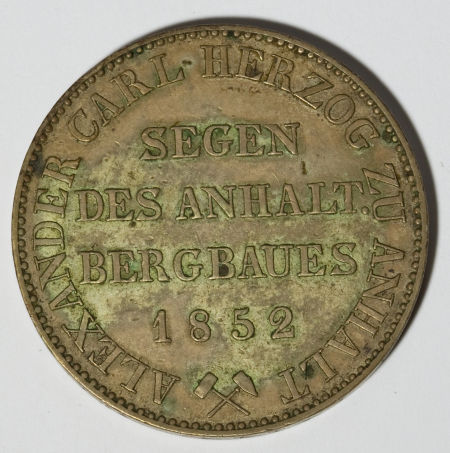 ALEXANDER CARL HERZOG ZU ANHALT
SEGEN
DES ANHALT.
BERGBAUES
1852